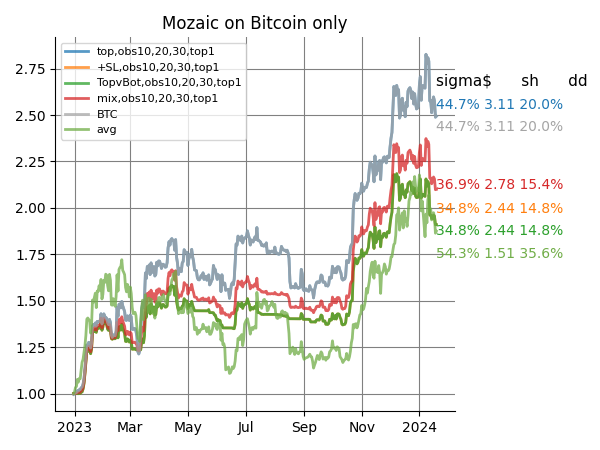 Mozaic on Bitcoin only
top,obs10,20,30,top1
+SL,obs10,20,30,top1
TopvBot,obs10,20,30,top1
mix,obs10,20,30,top1
BTC
avg
sigma$ sh dd
44.7% 3.11 20.0%
44.7% 3.11 20.0%
36.9% 2.78 15.4%
34.8% 2.44 14.8%
34.8% 2.44 14.8%
54.3% 1.51 35.6%
2.75
2.50
2.25
2.00
1.75
1.50
1.25
1.00
2023 Mar May Jul Sep Nov 2024